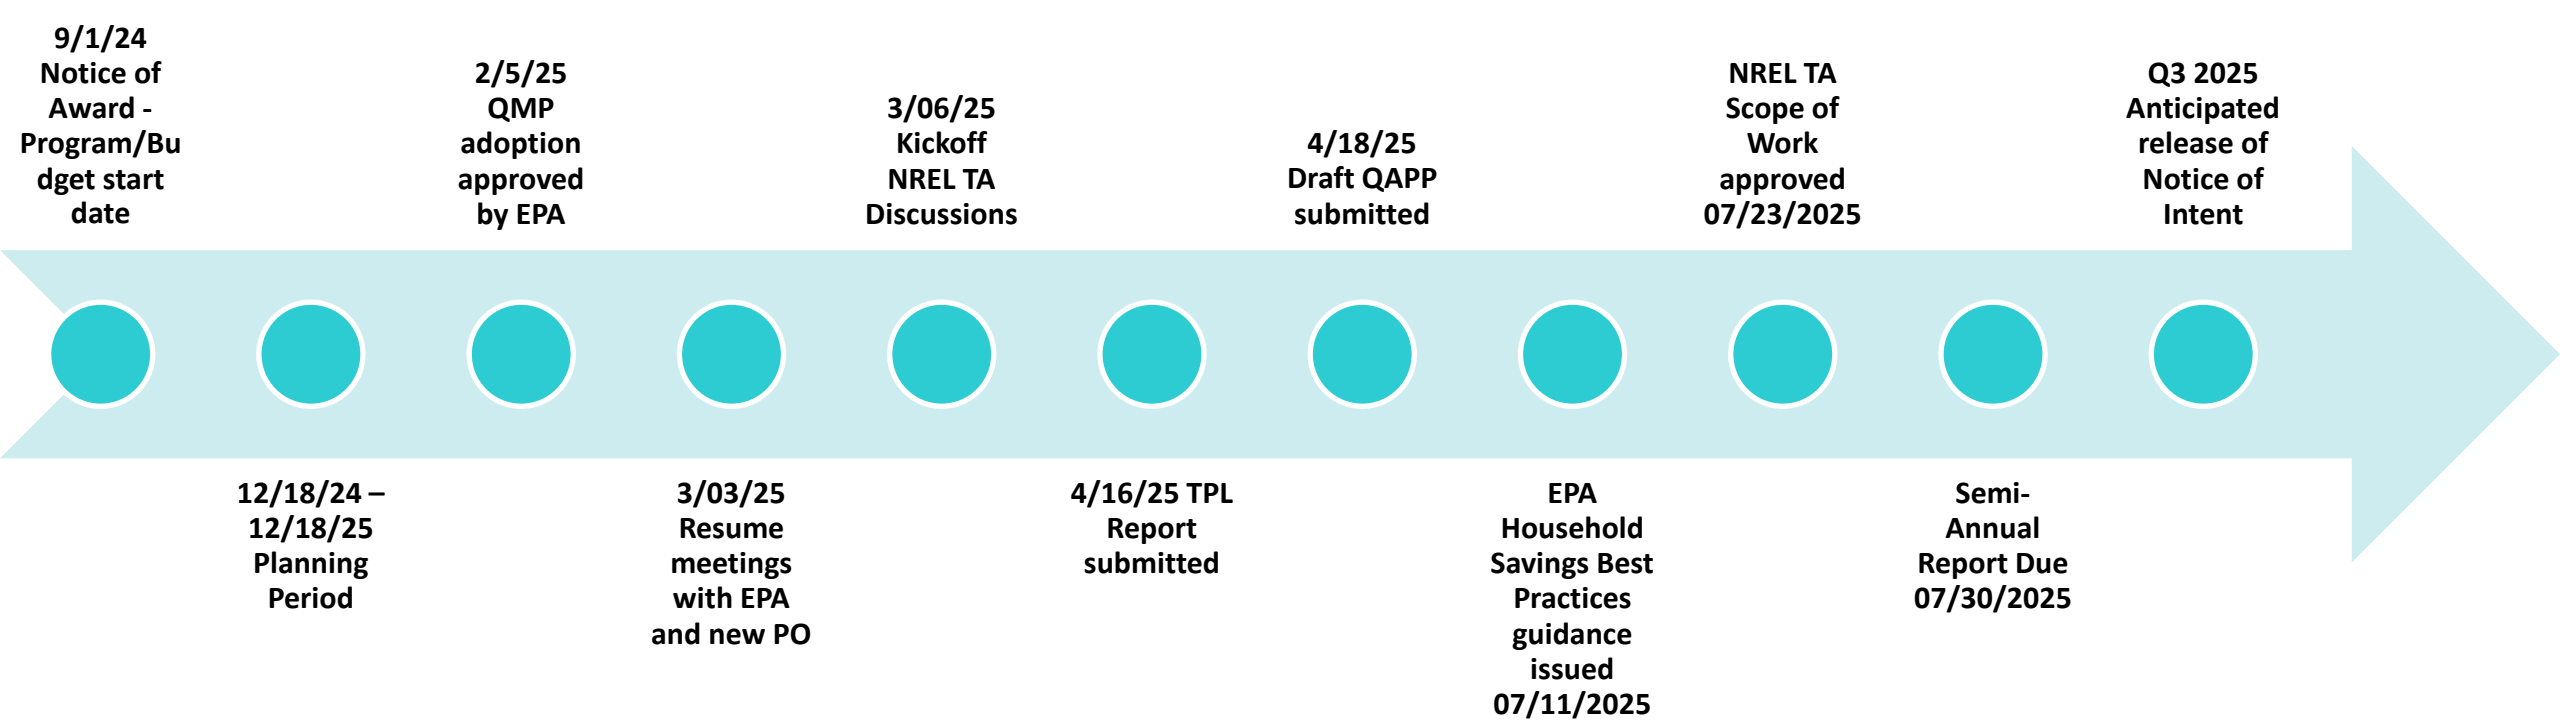 9/1/24
Notice of
Award -
Program/Bu
dget start
date
12/18/24 –
12/18/25
Planning
Period
2/5/25
QMP
adoption
approved
by EPA
3/03/25
Resume
meetings
with EPA
and new PO
3/06/25
Kickoff
NREL TA
Discussions
4/16/25 TPL
Report
submitted
4/18/25
Draft QAPP
submitted
EPA
Household
Savings Best
Practices
guidance
issued
07/11/2025
NREL TA
Scope of
Work
approved
07/23/2025
Semi-
Annual
Report Due
07/30/2025
Q3 2025
Anticipated
release of
Notice of
Intent